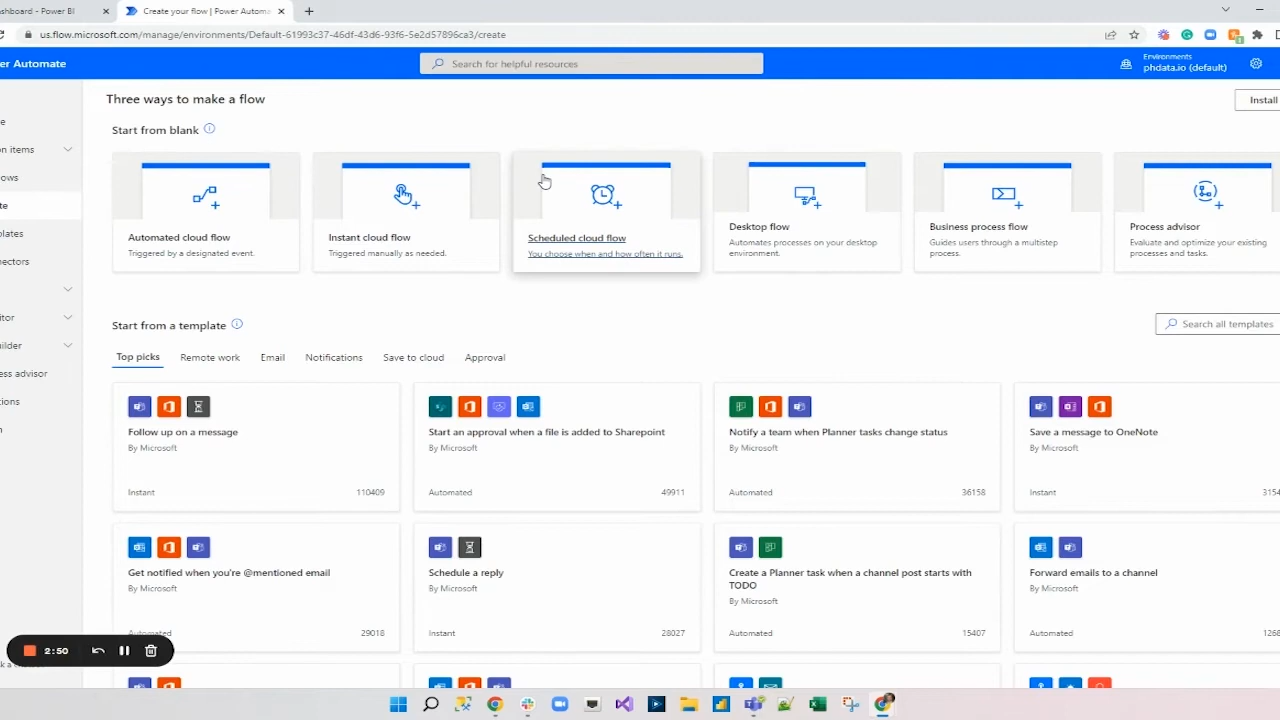 ashboard - Power BI
Create your flow | Power Automa
us.flow.microsoft.com/manage/environments/Default-61993c37-46df-43d6-93f6-5e2d57896ca3/create
er Automate
Search for helpful resources
Environments
phdata.io (default)
Three ways to make a flow
Install
Start from blank
Automated cloud flow
Triggered by a designated event.
Instant cloud flow
Triggered manually as needed.
Scheduled cloud flow
You choose when and how often it runs.
Desktop flow
Automates processes on your desktop
environment.
Business process flow
Guides users through a multistep
process.
Process advisor
Evaluate and optimize your existing
processes and tasks.
e
on items
ows
te
plates
nectors
itor
uilder
ess advisor
tions
n
Start from a template
Search all templates
Top picks
Remote work
Email
Notifications
Save to cloud
Approval
Follow up on a message
By Microsoft
Instant
110409
Start an approval when a file is added to Sharepoint
By Microsoft
Automated
49911
Notify a team when Planner tasks change status
By Microsoft
Automated
36158
Save a message to OneNote
By Microsoft
Instant
3154
Get notified when you're @mentioned email
By Microsoft
Automated
29018
Schedule a reply
By Microsoft
Instant
28027
Create a Planner task when a channel post starts with
TODO
By Microsoft
Automated
15407
Forward emails to a channel
By Microsoft
Automated
1268
2:50